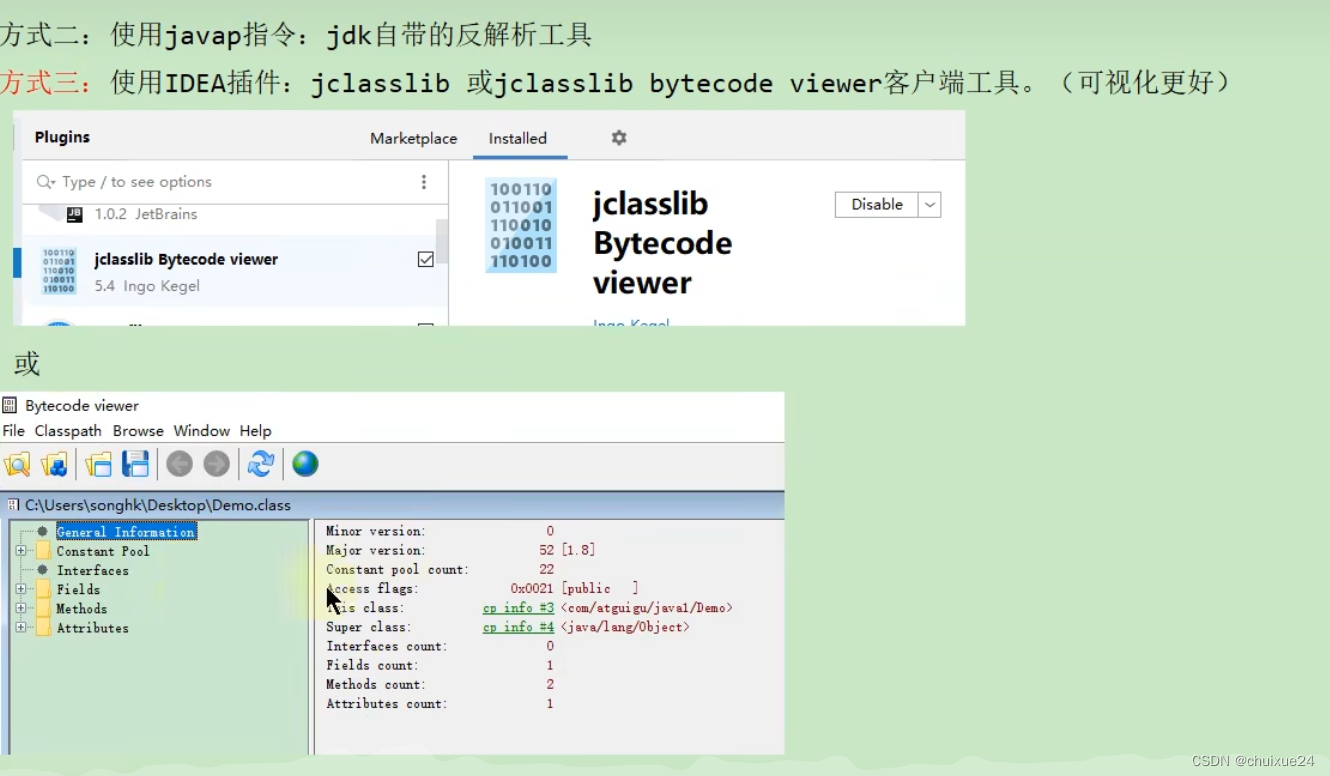 方式二：使用javap指令：jdk自带的反解析工具
方式三：使用IDEA插件：jclasslib 或jclasslib bytecode viewer客户端工具。（可视化更好）
Plugins Marketplace Installed
Type / to see options
1.0.2 JetBrains
100110
011001
110010
010011
110100
jclasslib Bytecode viewer
5.4 Ingo Kegel
100110
011001
110010
010011
110100
jclasslib
Bytecode
viewer
Disable
Ingo Kegel
或
Bytecode viewer
File Classpath Browse Window Help
C:\Users\songhk\Desktop\Demo.class
General Information
Constant Pool
Interfaces
Fields
Methods
Attributes
Minor version: 0
Major version: 52 [1.8]
Constant pool count: 22
Access flags: 0x0021 [public ]
This class: cp info #3 <com/atguigu/java1/Demo>
Super class: cp info #4 <java/lang/Object>
Interfaces count: 0
Fields count: 1
Methods count: 2
Attributes count: 1
CSDN @chuixue24